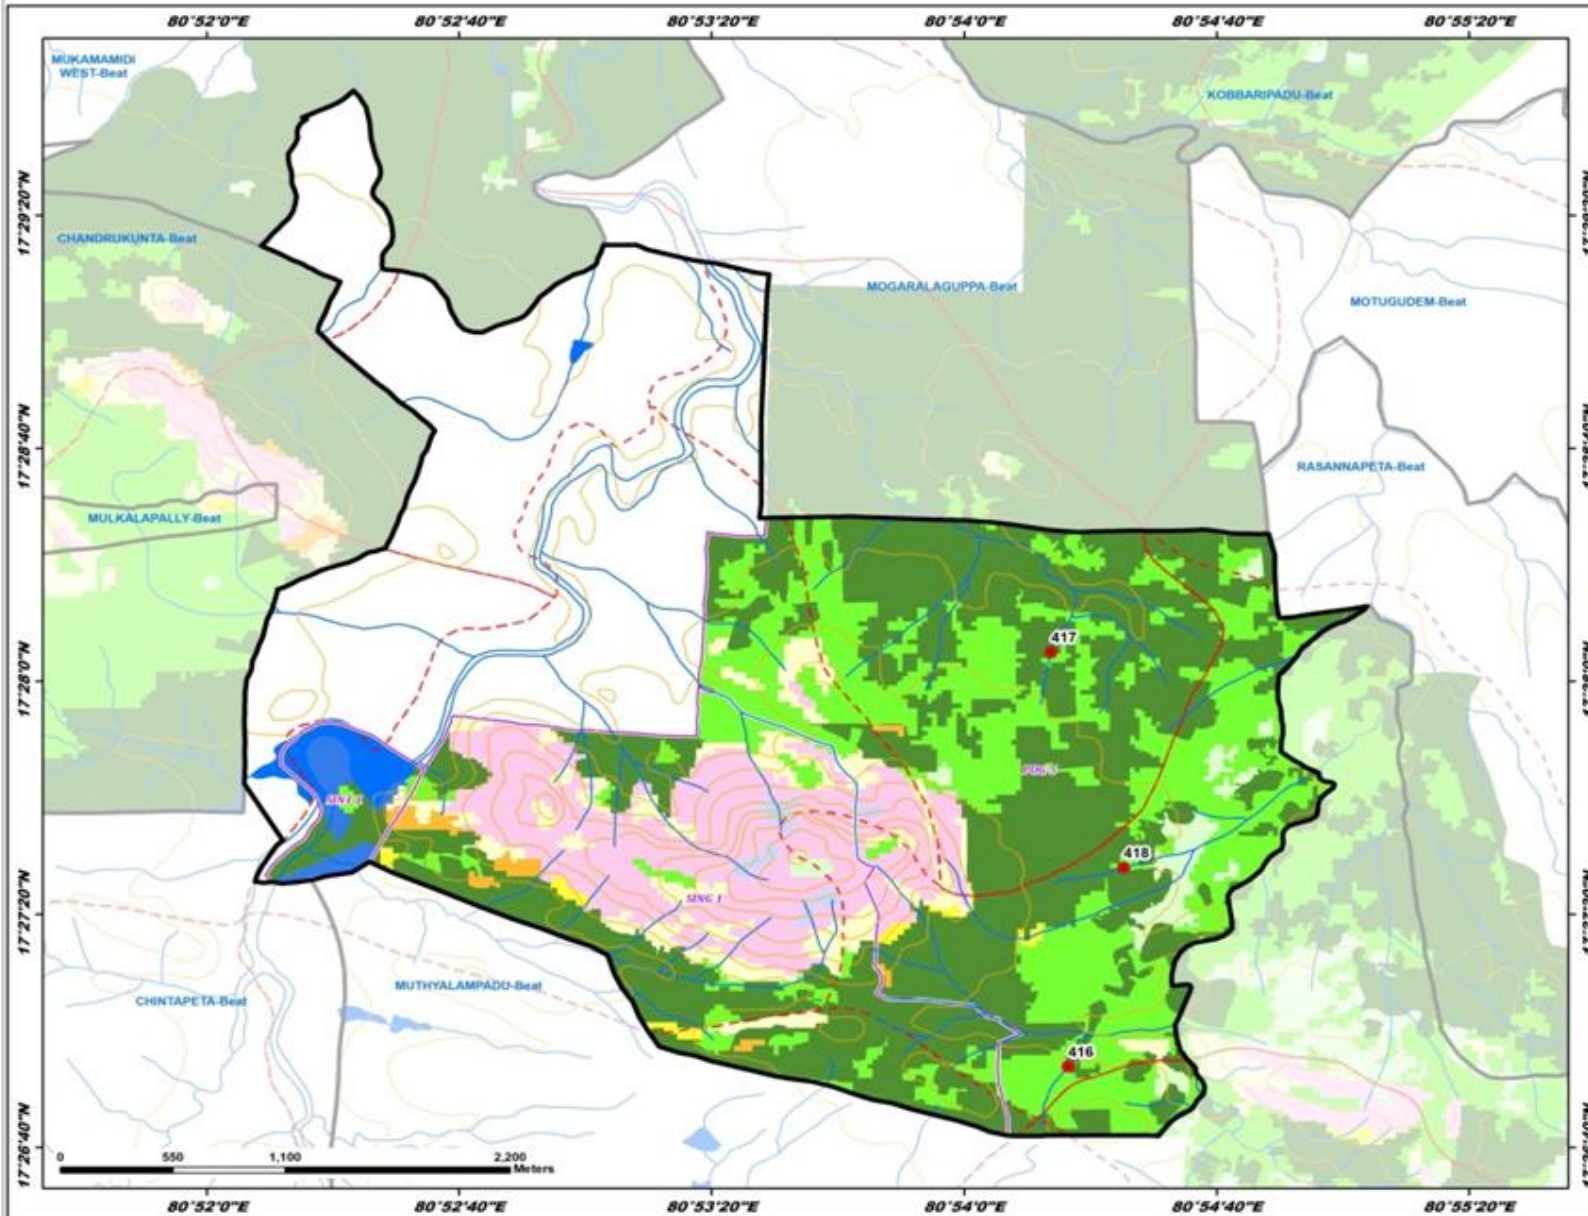 80°52'0"E 80°52'40"E 80°53'20"E 80°54'0"E 80°54'40"E 80°55'20"E
MUKAMAMIDI
WEST-Beat
KOBBARIPADU-Beat
17°29'20"N
CHANDRUKUNTA-Beat
MOGARALAGUPPA-Beat
MOTUGUDEM-Beat
17°28'40"N
RASANNAPETA-Beat
MULKALAPALLY-Beat
417
17°28'0"N
418
SING 1
17°27'20"N
MUTHYALAMPADU-Beat
CHINTAPETA-Beat
416
17°26'40"N
0 550 1,100 2,200
Meters
80°52'0"E 80°52'40"E 80°53'20"E 80°54'0"E 80°54'40"E 80°55'20"E